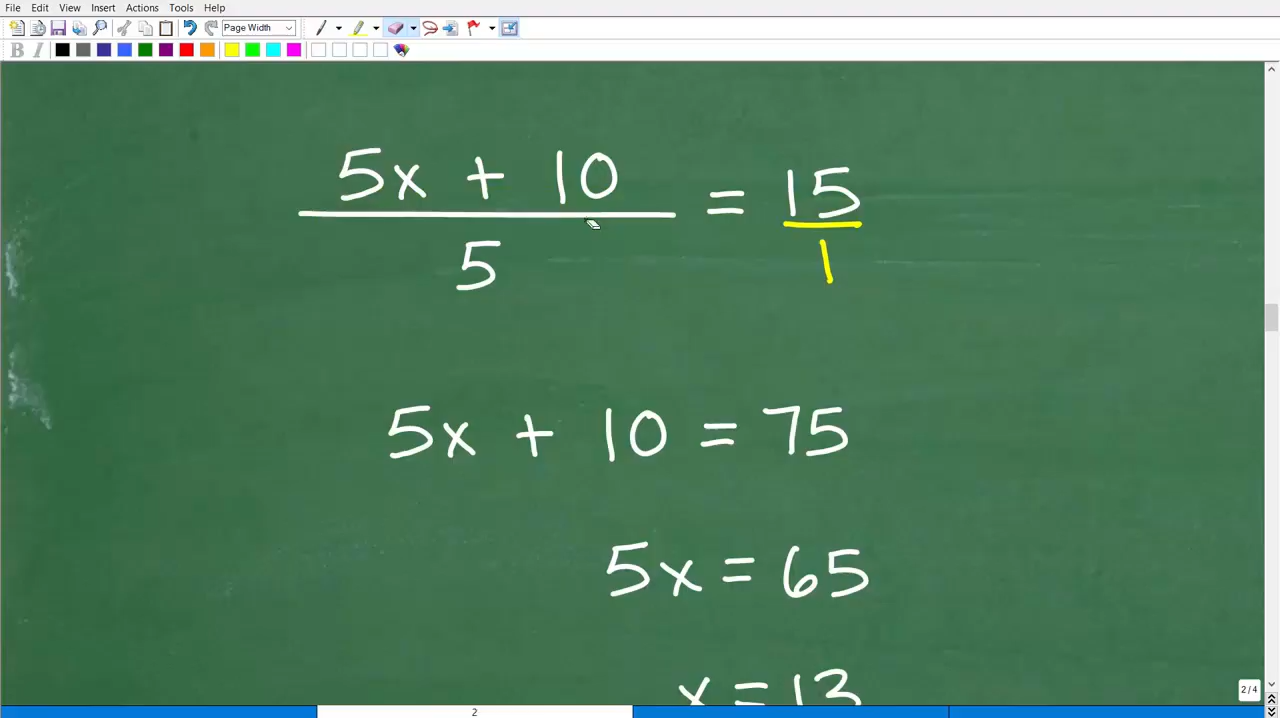 File Edit View Insert Actions Tools Help
Page Width
B I
5x + 10 = 15
5 1
5x + 10 = 75
5x = 65
x = 13
2/4
2